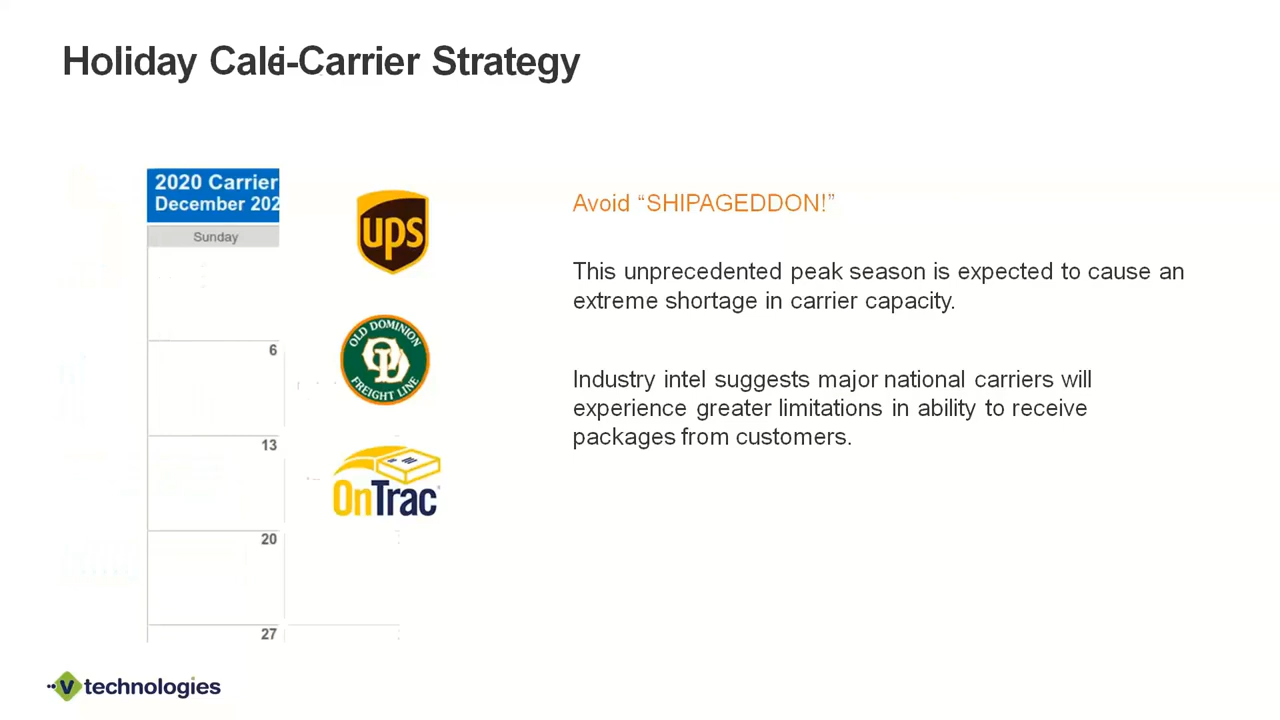 Holiday Cale-Carrier Strategy
2020 Carrier
December 202
Sunday
6
13
20
27
ups
OLD DOMINION
OD
FREIGHT LINE
OnTrac
Avoid “SHIPAGEDDON!”
This unprecedented peak season is expected to cause an
extreme shortage in carrier capacity.
Industry intel suggests major national carriers will
experience greater limitations in ability to receive
packages from customers.
V technologies